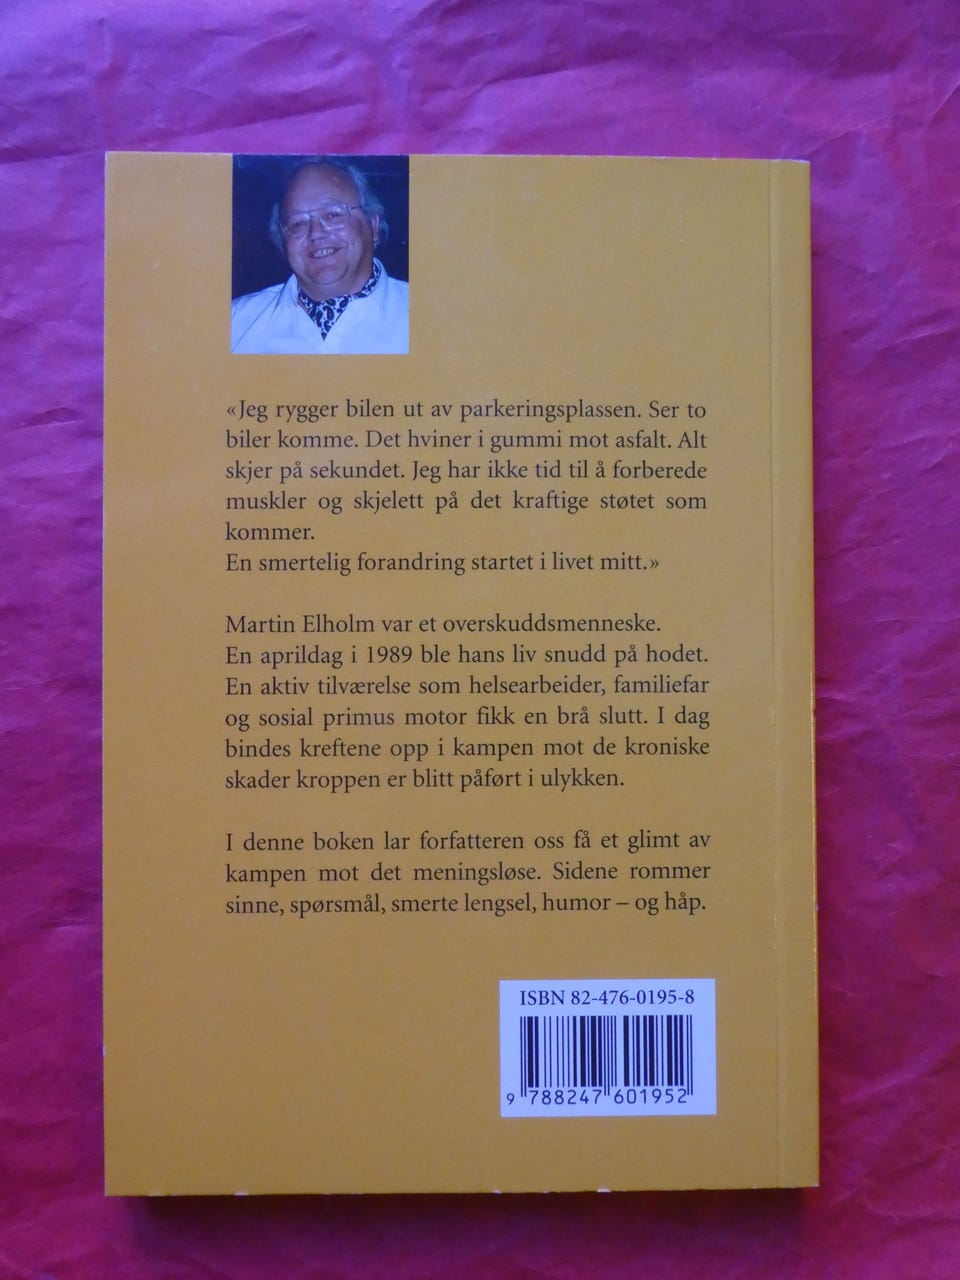 «Jeg rygger bilen ut av parkeringsplassen. Ser to
biler komme. Det hviner i gummi mot asfalt. Alt
skjer på sekundet. Jeg har ikke tid til å forberede
muskler og skjelett på det kraftige støtet som
kommer.
En smertelig forandring startet i livet mitt.»
Martin Elholm var et overskuddsmenneske.
En aprildag i 1989 ble hans liv snudd på hodet.
En aktiv tilværelse som helsearbeider, familiefar
og sosial primus motor fikk en brå slutt. I dag
bindes kreftene opp i kampen mot de kroniske
skader kroppen er blitt påført i ulykken.
I denne boken lar forfatteren oss få et glimt av
kampen mot det meningsløse. Sidene rommer
sinne, spørsmål, smerte lengsel, humor – og håp.
ISBN 82-476-0195-8
9 788247 601952